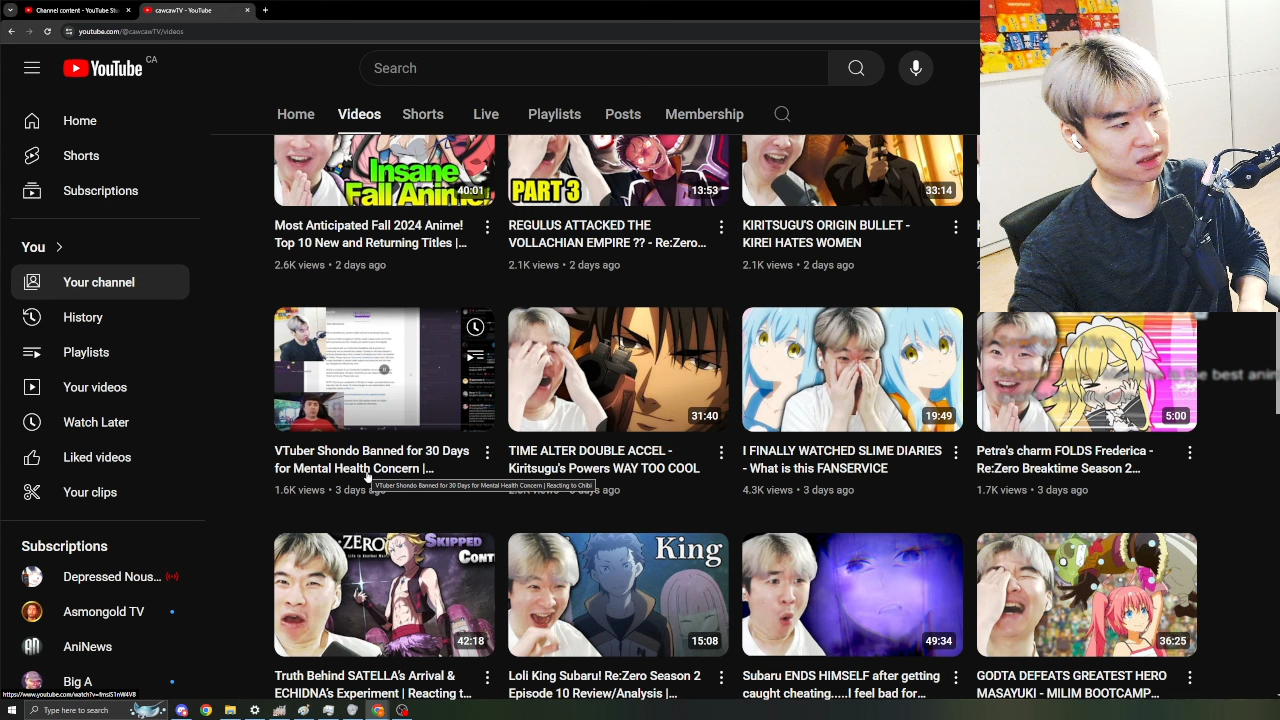 Channel content - YouTube Stu
cawcawTV - YouTube
youtube.com/@cawcawTV/videos
YouTube CA
Search
Home
Videos
Shorts
Live
Playlists
Posts
Membership
Home
Shorts
Subscriptions
You
Your channel
History
Playlists
Your videos
Watch Later
Liked videos
Your clips
Subscriptions
Depressed Nous...
Asmongold TV
AniNews
Big A
Insane
Fall Anim
40:01
PART 3
13:53
33:14
Most Anticipated Fall 2024 Anime!
Top 10 New and Returning Titles |...
2.6K views • 2 days ago
REGULUS ATTACKED THE
VOLLACHIAN EMPIRE ?? - Re:Zero...
2.1K views • 2 days ago
KIRITSUGU'S ORIGIN BULLET -
KIREI HATES WOMEN
2.1K views • 2 days ago
31:40
19:49
5:00
the best anim
VTuber Shondo Banned for 30 Days
for Mental Health Concern |...
1.6K views • 3 days ago
VTuber Shondo Banned for 30 Days for Mental Health Concern | Reacting to Chibi
TIME ALTER DOUBLE ACCEL -
Kiritsugu's Powers WAY TOO COOL
days ago
I FINALLY WATCHED SLIME DIARIES
- What is this FANSERVICE
4.3K views • 3 days ago
Petra's charm FOLDS Frederica -
Re:Zero Breaktime Season 2...
1.7K views • 3 days ago
:ZERO
SKIPPED
CONT
42:18
King
15:08
49:34
36:25
Truth Behind SATELLA's Arrival &
ECHIDNA's Experiment | Reacting t...
Loli King Subaru! Re:Zero Season 2
Episode 10 Review/Analysis |...
Subaru ENDS HIMSELF after getting
caught cheating.....I feel bad for...
GODTA DEFEATS GREATEST HERO
MASAYUKI - MILIM BOOTCAMP...
Type here to search